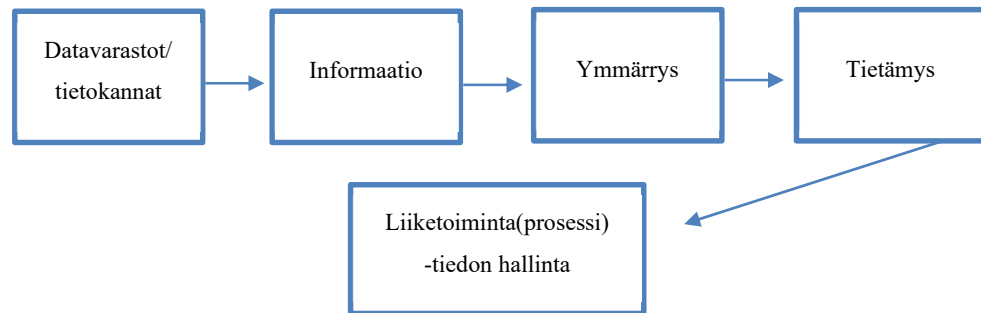 Datavarastot/
tietokannat
Informaatio
Ymmärrys
Tietämys
Liiketoiminta(prosessi)
-tiedon hallinta